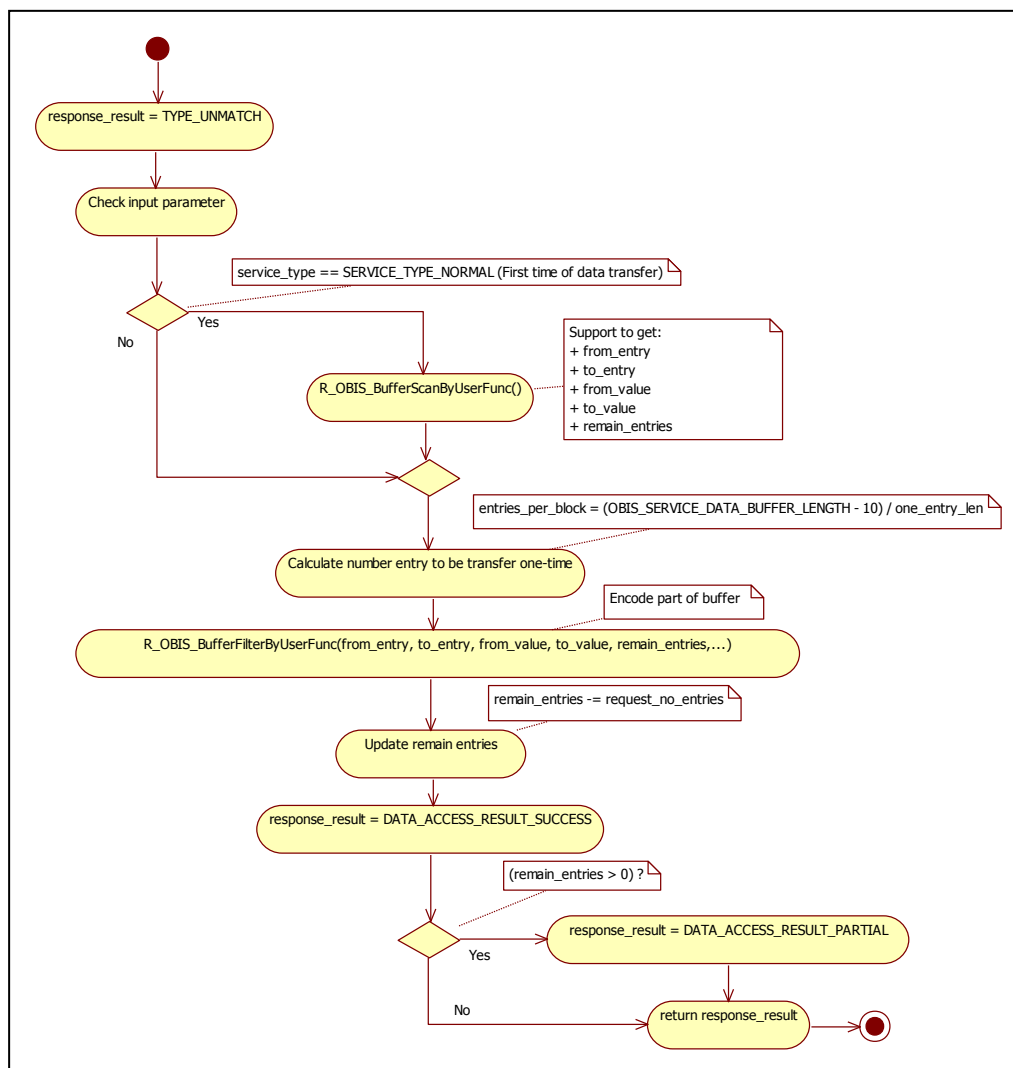 response_result = TYPE_UNMATCH
Check input parameter
service_type == SERVICE_TYPE_NORMAL (First time of data transfer)
Yes
No
Support to get:
+ from_entry
+ to_entry
+ from_value
+ to_value
+ remain_entries
R_OBIS_BufferScanByUserFunc()
entries_per_block = (OBIS_SERVICE_DATA_BUFFER_LENGTH - 10) / one_entry_len
Calculate number entry to be transfer one-time
Encode part of buffer
R_OBIS_BufferFilterByUserFunc(from_entry, to_entry, from_value, to_value, remain_entries,...)
remain_entries -= request_no_entries
Update remain entries
response_result = DATA_ACCESS_RESULT_SUCCESS
(remain_entries > 0) ?
response_result = DATA_ACCESS_RESULT_PARTIAL
Yes
No
return response_result